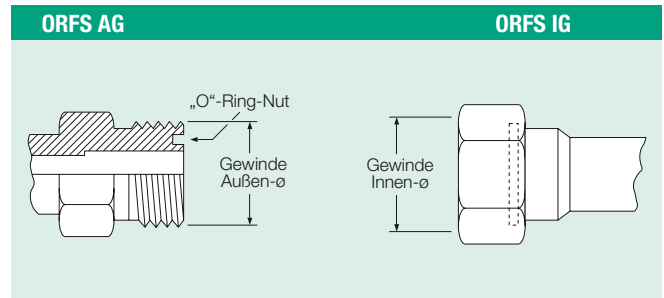 ORFS AG
ORFS IG
„O“-Ring-Nut
Gewinde
Außen-ø
Gewinde
Innen-ø